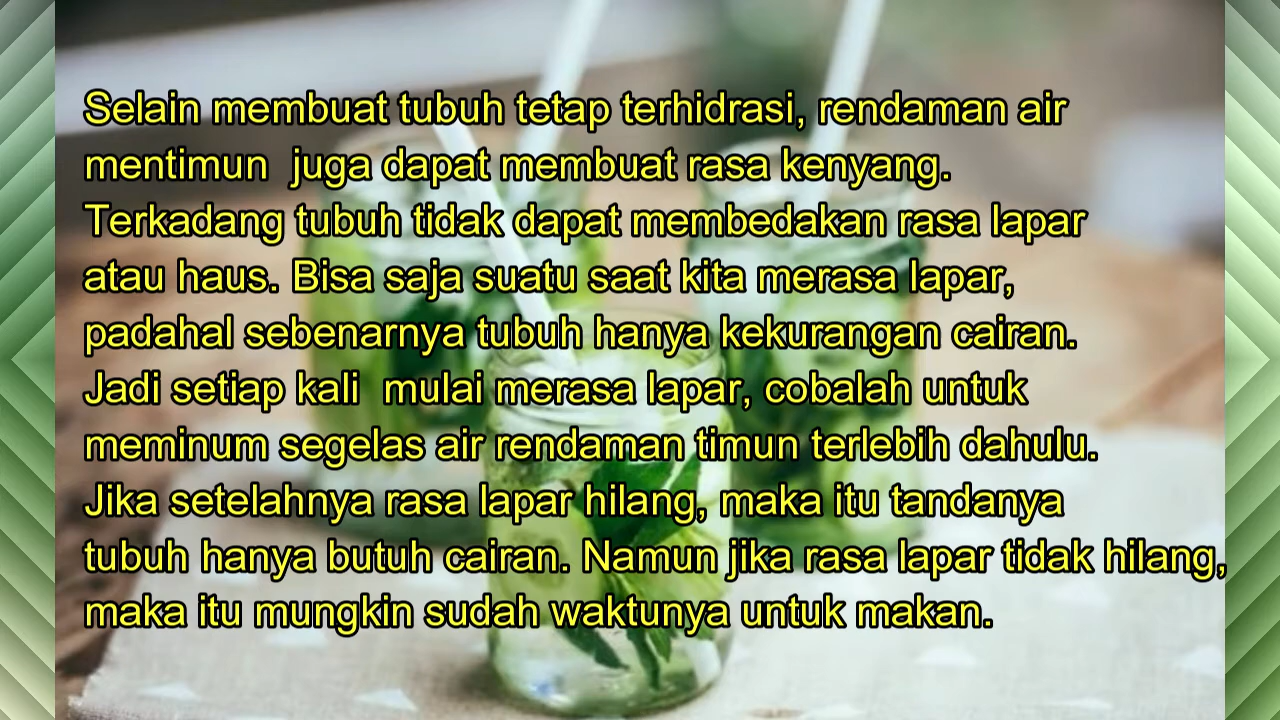 Selain membuat tubuh tetap terhidrasi, rendaman air
mentimun  juga dapat membuat rasa kenyang.
Terkadang tubuh tidak dapat membedakan rasa lapar
atau haus. Bisa saja suatu saat kita merasa lapar,
padahal sebenarnya tubuh hanya kekurangan cairan.
Jadi setiap kali  mulai merasa lapar, cobalah untuk
meminum segelas air rendaman timun terlebih dahulu.
Jika setelahnya rasa lapar hilang, maka itu tandanya
tubuh hanya butuh cairan. Namun jika rasa lapar tidak hilang,
maka itu mungkin sudah waktunya untuk makan.